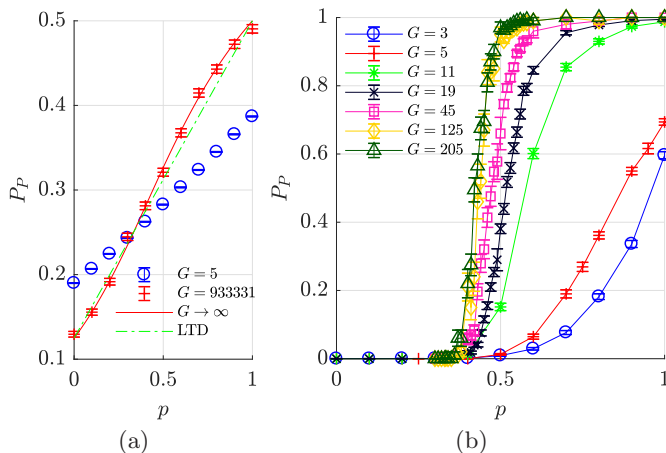 0.5
0.4
0.3
0.2
0.1
P_P
0
0.5
1
p
G = 5
G = 933331
G → ∞
LTD
(a)
1
0.8
0.6
0.4
0.2
0
P_P
0
0.5
1
p
G = 3
G = 5
G = 11
G = 19
G = 45
G = 125
G = 205
(b)